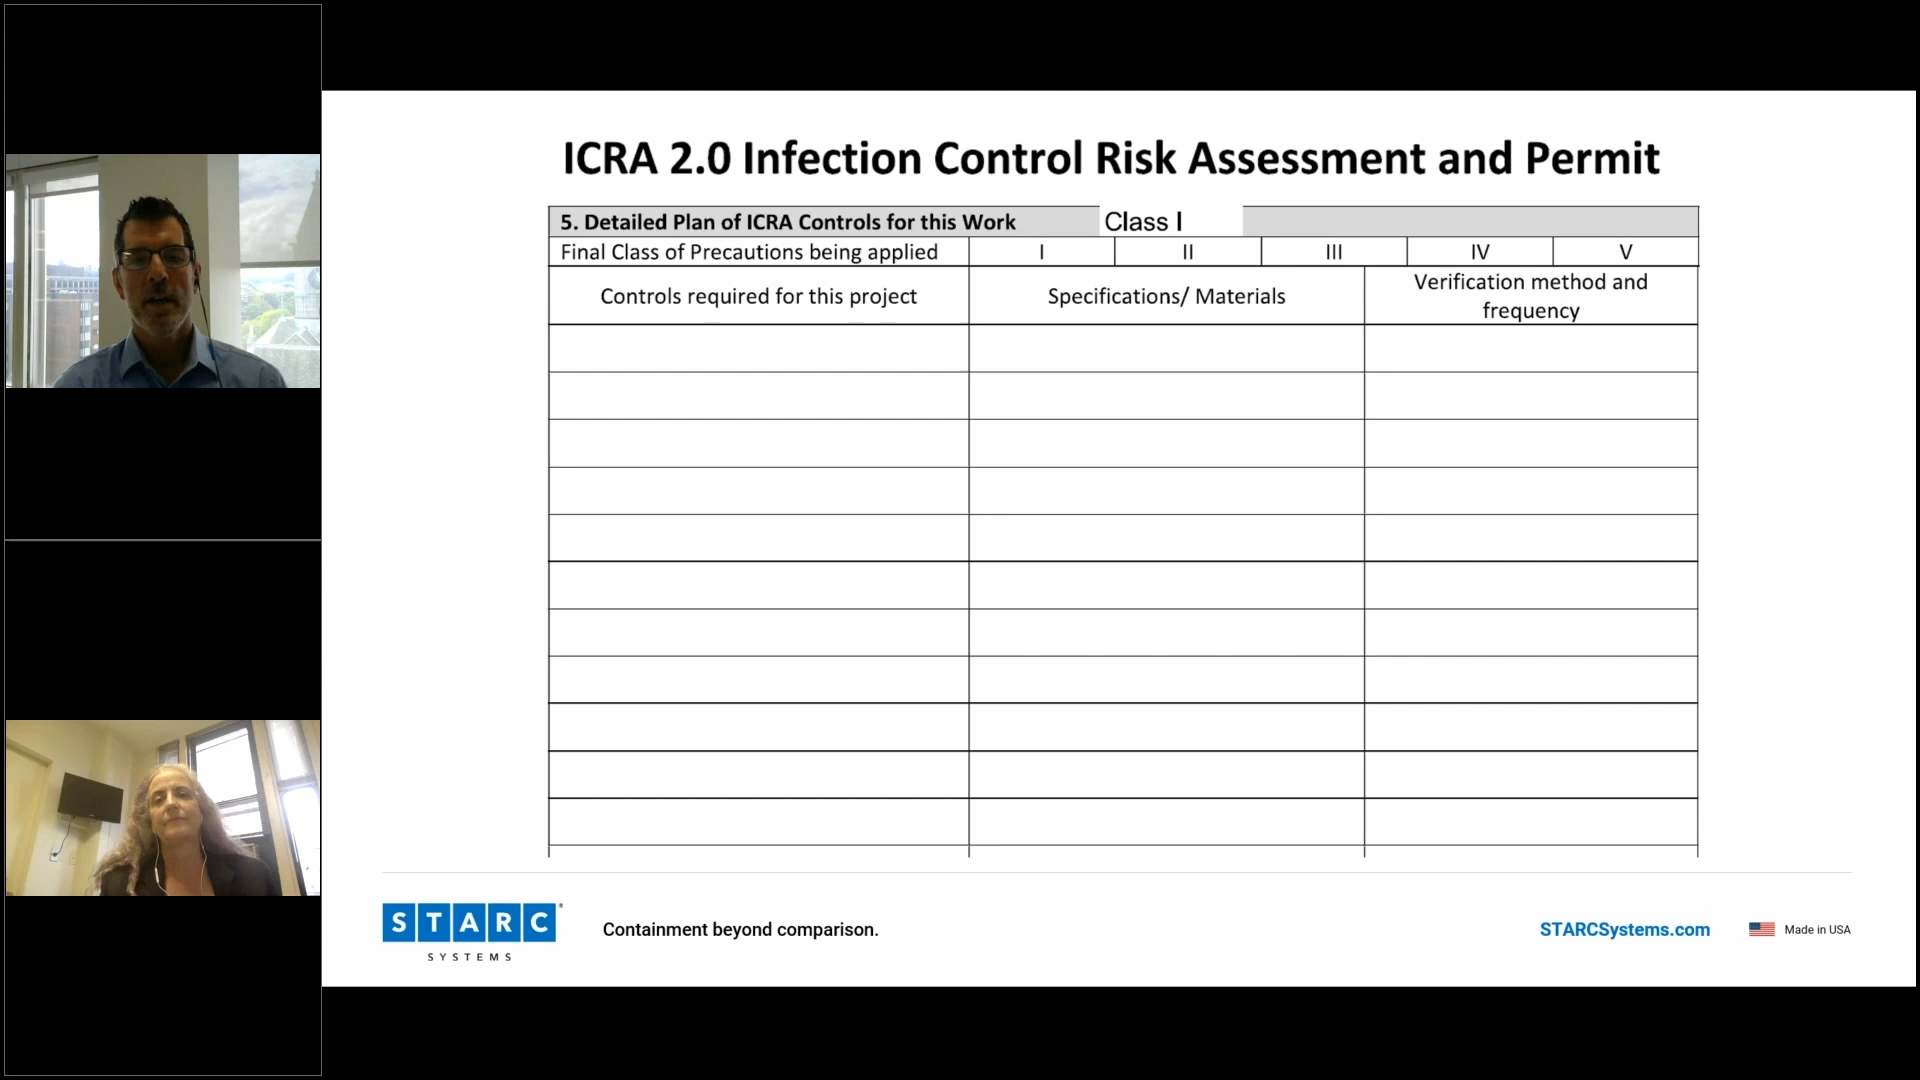 ICRA 2.0 Infection Control Risk Assessment and Permit
5. Detailed Plan of ICRA Controls for this Work Class I
Final Class of Precautions being applied I II III IV V
Controls required for this project Specifications/ Materials Verification method and
frequency
STARC
SYSTEMS
Containment beyond comparison.
STARCSystems.com
Made in USA